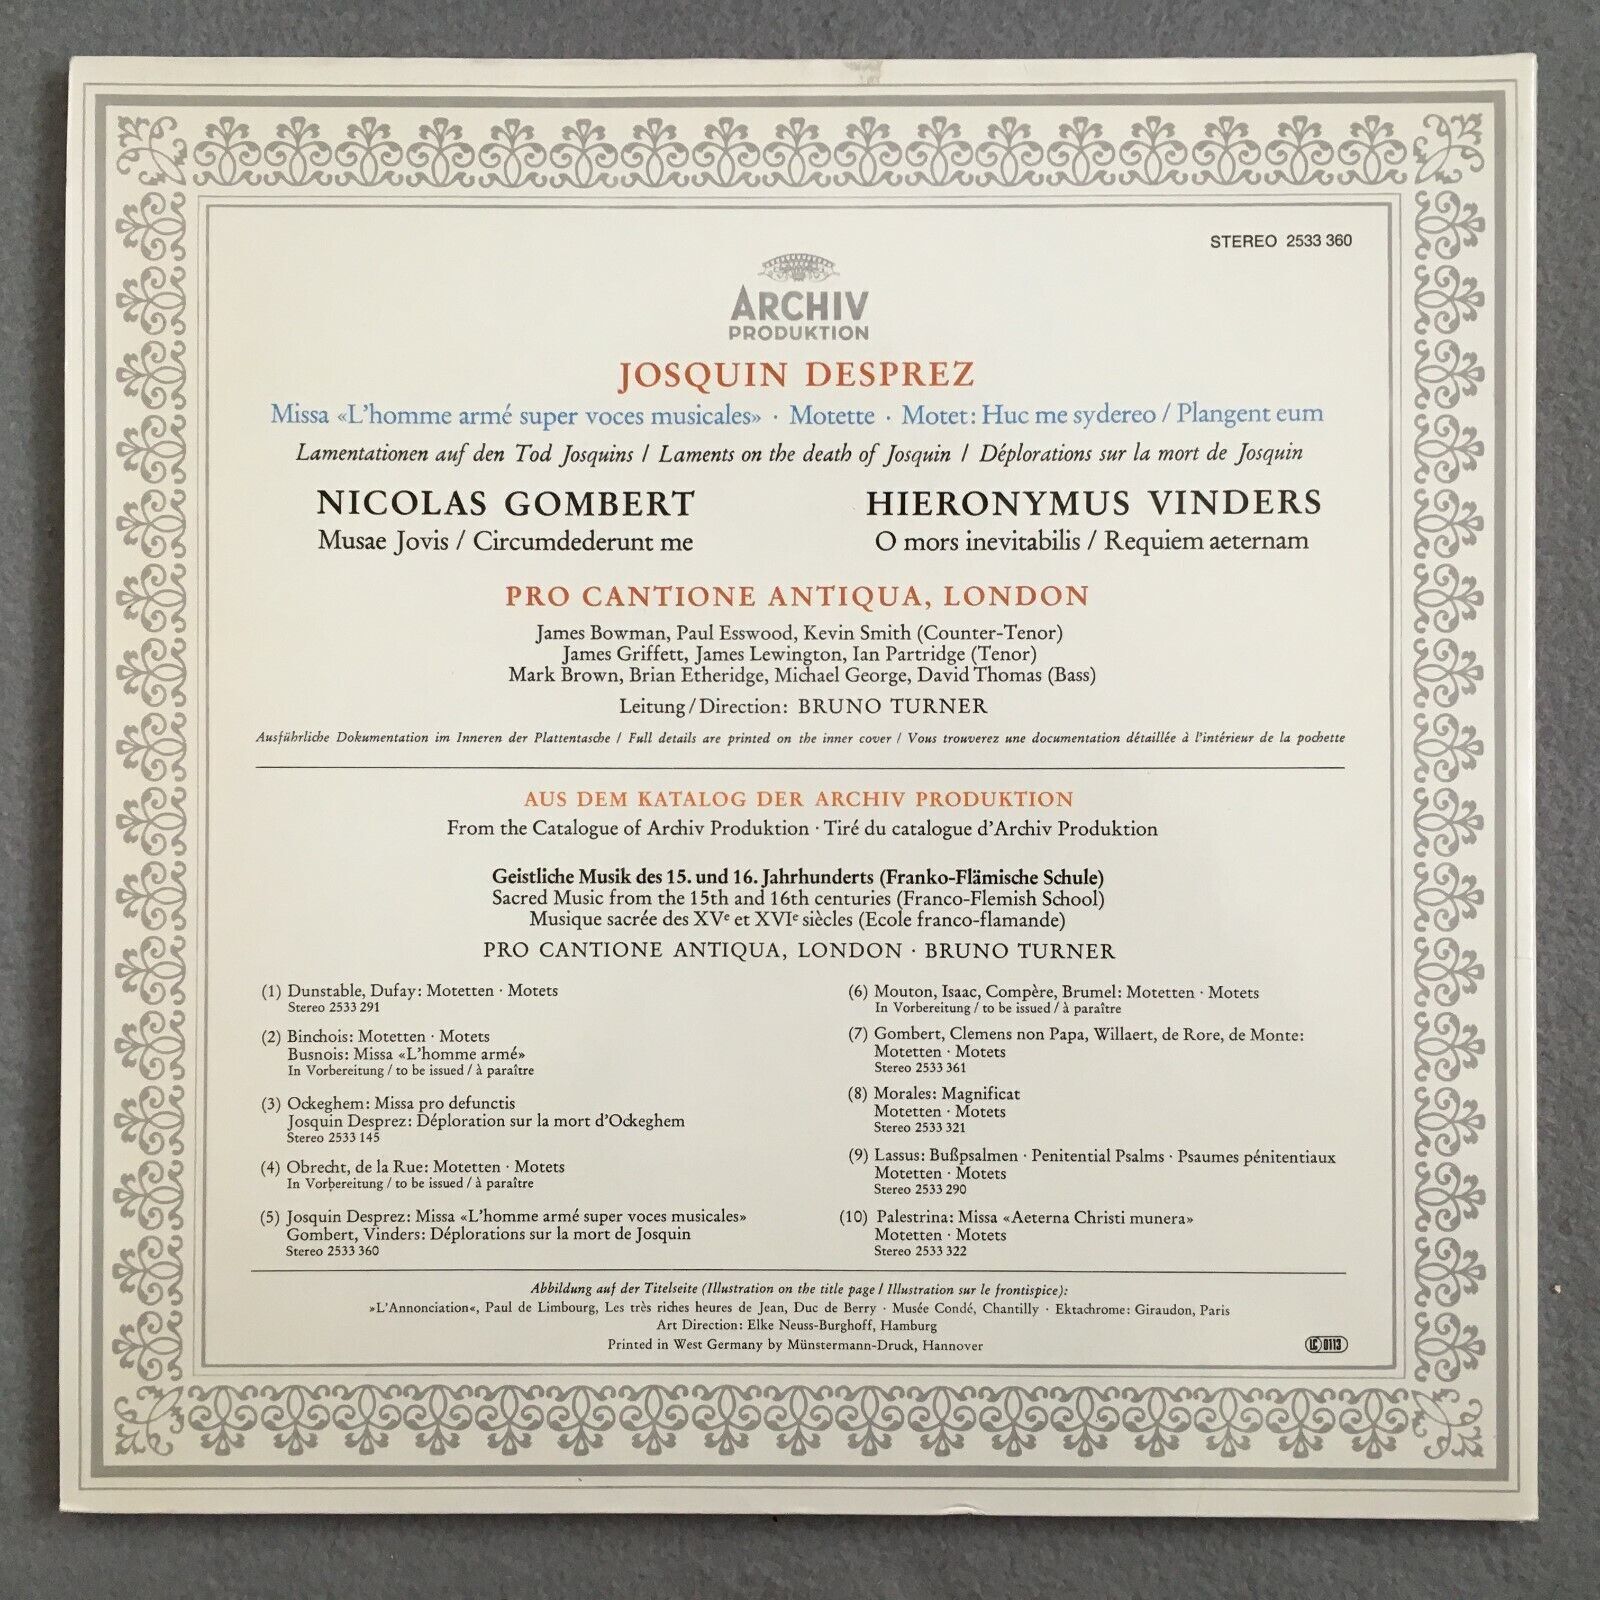 STEREO 2533 360
ARCHIV
PRODUKTION
JOSQUIN DESPREZ
Missa «L'homme armé super voces musicales» · Motette · Motet: Huc me sydereo / Plangent eum
Lamentationen auf den Tod Josquins / Laments on the death of Josquin / Déplorations sur la mort de Josquin
NICOLAS GOMBERT
Musae Jovis / Circumdederunt me
HIERONYMUS VINDERS
O mors inevitabilis / Requiem aeternam
PRO CANTIONE ANTIQUA, LONDON
James Bowman, Paul Esswood, Kevin Smith (Counter-Tenor)
James Griffett, James Lewington, Ian Partridge (Tenor)
Mark Brown, Brian Etheridge, Michael George, David Thomas (Bass)
Leitung/Direction: BRUNO TURNER
Ausführliche Dokumentation im Inneren der Plattentasche / Full details are printed on the inner cover / Vous trouverez une documentation détaillée à l'intérieur de la pochette
AUS DEM KATALOG DER ARCHIV PRODUKTION
From the Catalogue of Archiv Produktion · Tiré du catalogue d'Archiv Produktion
Geistliche Musik des 15. und 16. Jahrhunderts (Franko-Flämische Schule)
Sacred Music from the 15th and 16th centuries (Franco-Flemish School)
Musique sacrée des XVe et XVIe siècles (Ecole franco-flamande)
PRO CANTIONE ANTIQUA, LONDON · BRUNO TURNER
(1) Dunstable, Dufay: Motetten · Motets
Stereo 2533 291
(2) Binchois: Motetten · Motets
Busnois: Missa «L'homme armé»
In Vorbereitung / to be issued / à paraître
(3) Ockeghem: Missa pro defunctis
Josquin Desprez: Déploration sur la mort d'Ockeghem
Stereo 2533 145
(4) Obrecht, de la Rue: Motetten · Motets
In Vorbereitung / to be issued / à paraître
(5) Josquin Desprez: Missa «L'homme armé super voces musicales»
Gombert, Vinders: Déplorations sur la mort de Josquin
Stereo 2533 360
(6) Mouton, Isaac, Compère, Brumel: Motetten · Motets
In Vorbereitung / to be issued / à paraître
(7) Gombert, Clemens non Papa, Willaert, de Rore, de Monte:
Motetten · Motets
Stereo 2533 361
(8) Morales: Magnificat
Motetten · Motets
Stereo 2533 321
(9) Lassus: Bußpsalmen · Penitential Psalms · Psaumes pénitentiaux
Motetten · Motets
Stereo 2533 290
(10) Palestrina: Missa «Aeterna Christi munera»
Motetten · Motets
Stereo 2533 322
Abbildung auf der Titelseite (Illustration on the title page / Illustration sur le frontispice):
»L'Annonciation«, Paul de Limbourg, Les très riches heures de Jean, Duc de Berry · Musée Condé, Chantilly · Ektachrome: Giraudon, Paris
Art Direction: Elke Neuss-Burghoff, Hamburg
Printed in West Germany by Münstermann-Druck, Hannover
LC 0113